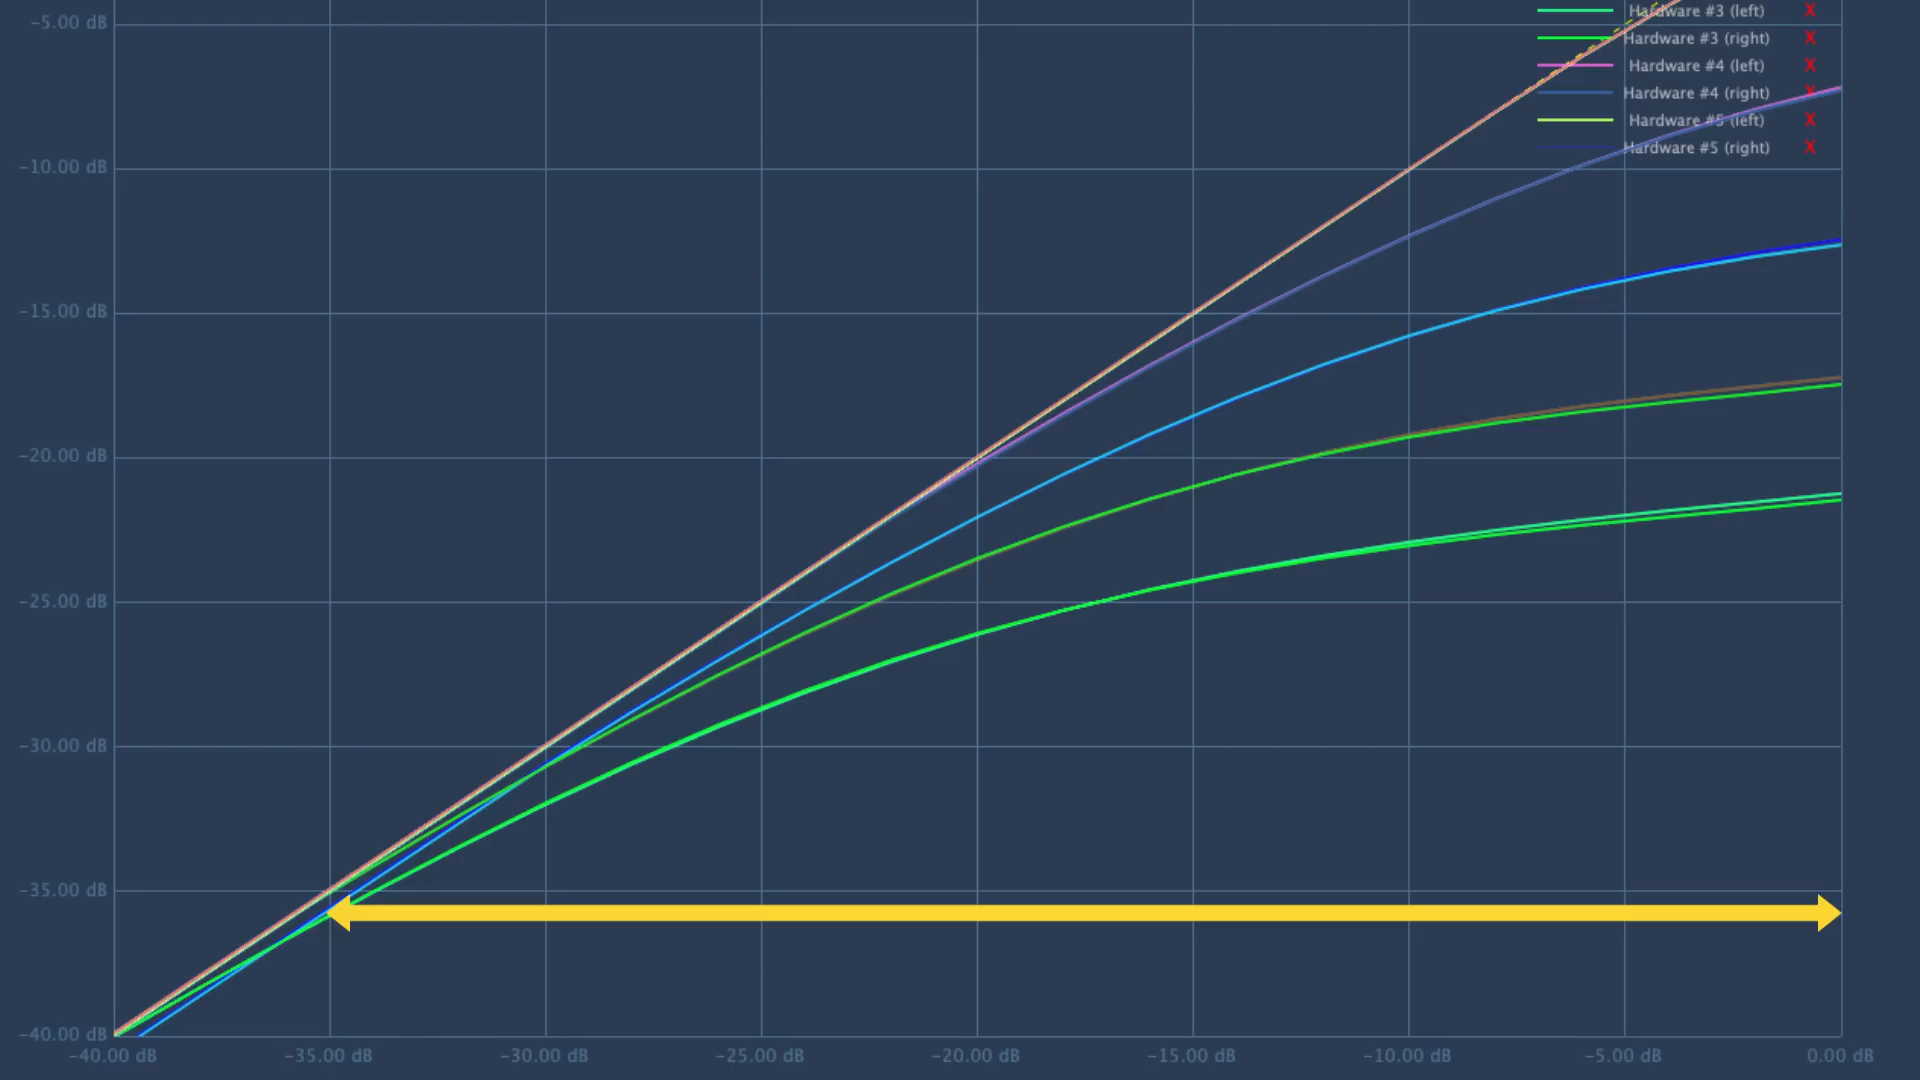 -5.00 dB
-10.00 dB
-15.00 dB
-20.00 dB
-25.00 dB
-30.00 dB
-35.00 dB
-40.00 dB
-40.00 dB -35.00 dB -30.00 dB -25.00 dB -20.00 dB -15.00 dB -10.00 dB -5.00 dB 0.00 dB
Hardware #3 (left) X
Hardware #3 (right) X
Hardware #4 (left) X
Hardware #4 (right) X
Hardware #5 (left) X
Hardware #5 (right) X